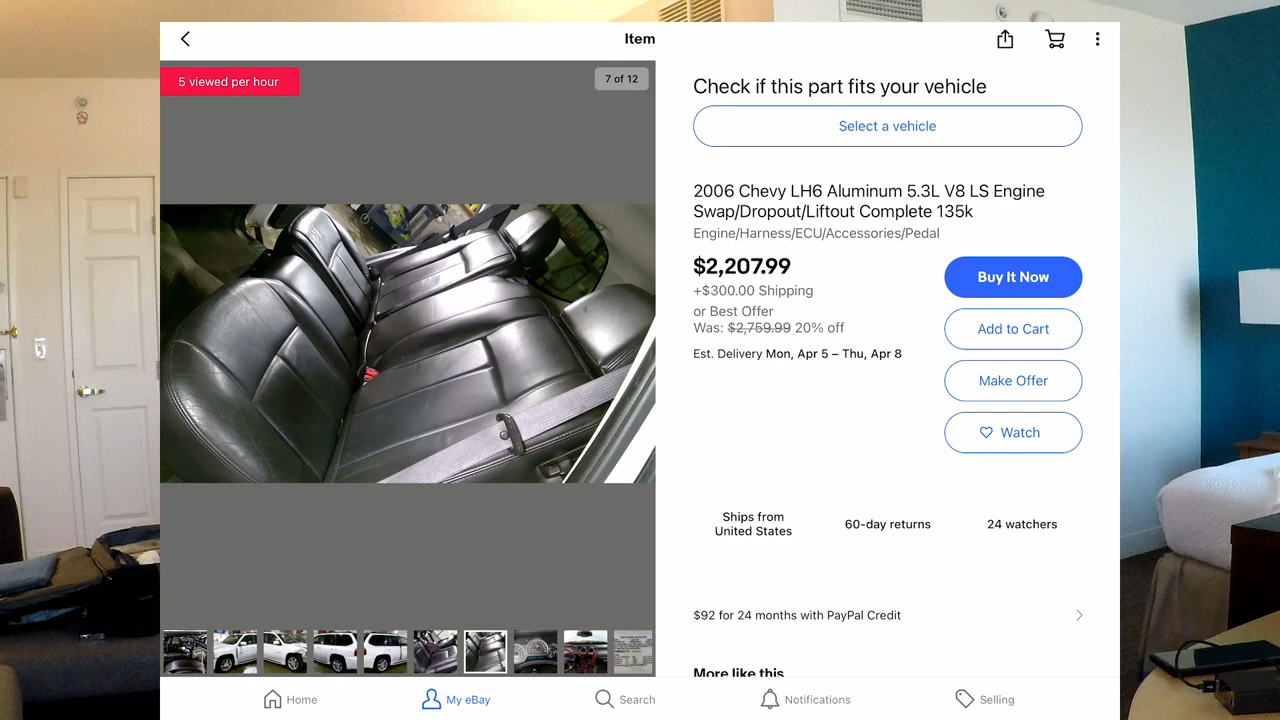 Item
5 viewed per hour
7 of 12
Check if this part fits your vehicle
Select a vehicle
2006 Chevy LH6 Aluminum 5.3L V8 LS Engine
Swap/Dropout/Liftout Complete 135k
Engine/Harness/ECU/Accessories/Pedal
$2,207.99
+$300.00 Shipping
or Best Offer
Was: $2,759.99 20% off
Est. Delivery Mon, Apr 5 – Thu, Apr 8
Buy It Now
Add to Cart
Make Offer
Watch
Ships from
United States
60-day returns
24 watchers
$92 for 24 months with PayPal Credit
More like this
Home
My eBay
Search
Notifications
Selling